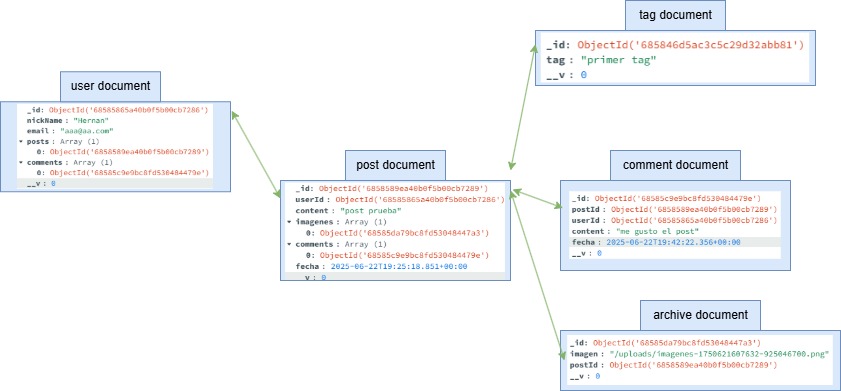 tag document
_id: ObjectId('685846d5ac3c5c29d32abb81')
tag : "primer tag"
__v : 0
user document
_id: ObjectId('68585865a40b0f5b00cb7286')
nickName : "Hernan"
email : "aaa@aa.com"
posts : Array (1)
0: ObjectId('6858589ea40b0f5b00cb7289')
comments : Array (1)
0: ObjectId('68585c9e9bc8fd530484479e')
__v : 0
post document
_id: ObjectId('6858589ea40b0f5b00cb7289')
userId: ObjectId('68585865a40b0f5b00cb7286')
content : "post prueba"
imagenes : Array (1)
0: ObjectId('68585da79bc8fd53048447a3')
comments : Array (1)
0: ObjectId('68585c9e9bc8fd530484479e')
fecha : 2025-06-22T19:25:18.851+00:00
v : 0
comment document
_id: ObjectId('68585c9e9bc8fd530484479e')
postId : ObjectId('6858589ea40b0f5b00cb7289')
userId : ObjectId('68585865a40b0f5b00cb7286')
content : "me gusto el post"
fecha : 2025-06-22T19:42:22.356+00:00
__v : 0
archive document
_id: ObjectId('68585da79bc8fd53048447a3')
imagen : "/uploads/imagenes-1750621607632-925046700.png"
postId : ObjectId('6858589ea40b0f5b00cb7289')
__v : 0